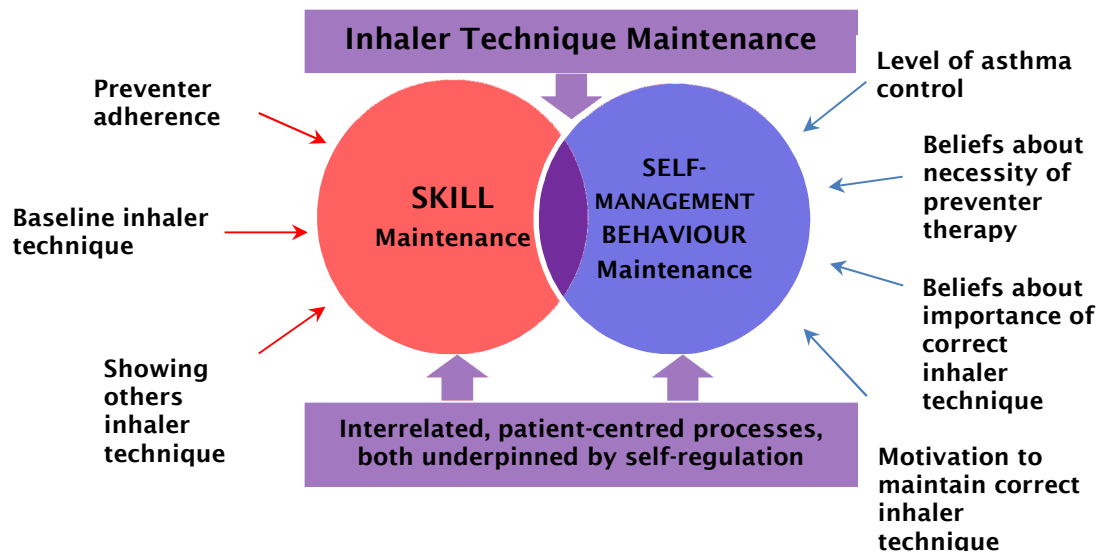 Inhaler Technique Maintenance
Preventer
adherence
Baseline inhaler
technique
Showing
others
inhaler
technique
SKILL
Maintenance
SELF-
MANAGEMENT
BEHAVIOUR
Maintenance
Level of asthma
control
Beliefs about
necessity of
preventer
therapy
Beliefs about
importance of
correct
inhaler
technique
Motivation to
maintain correct
inhaler
technique
Interrelated, patient-centred processes,
both underpinned by self-regulation